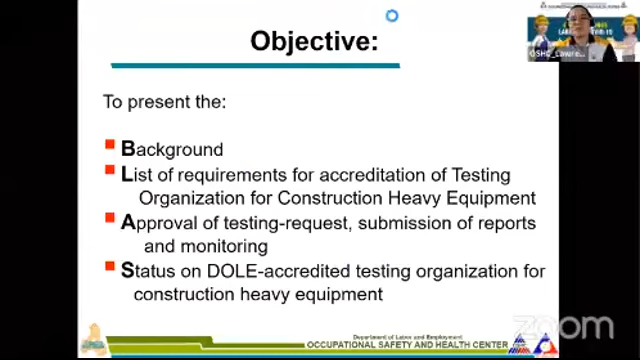 Objective:
To present the:
Background
List of requirements for accreditation of Testing
Organization for Construction Heavy Equipment
Approval of testing-request, submission of reports
and monitoring
Status on DOLE-accredited testing organization for
construction heavy equipment
Department of Labor and Employment
OCCUPATIONAL SAFETY AND HEALTH CENTER
zoom